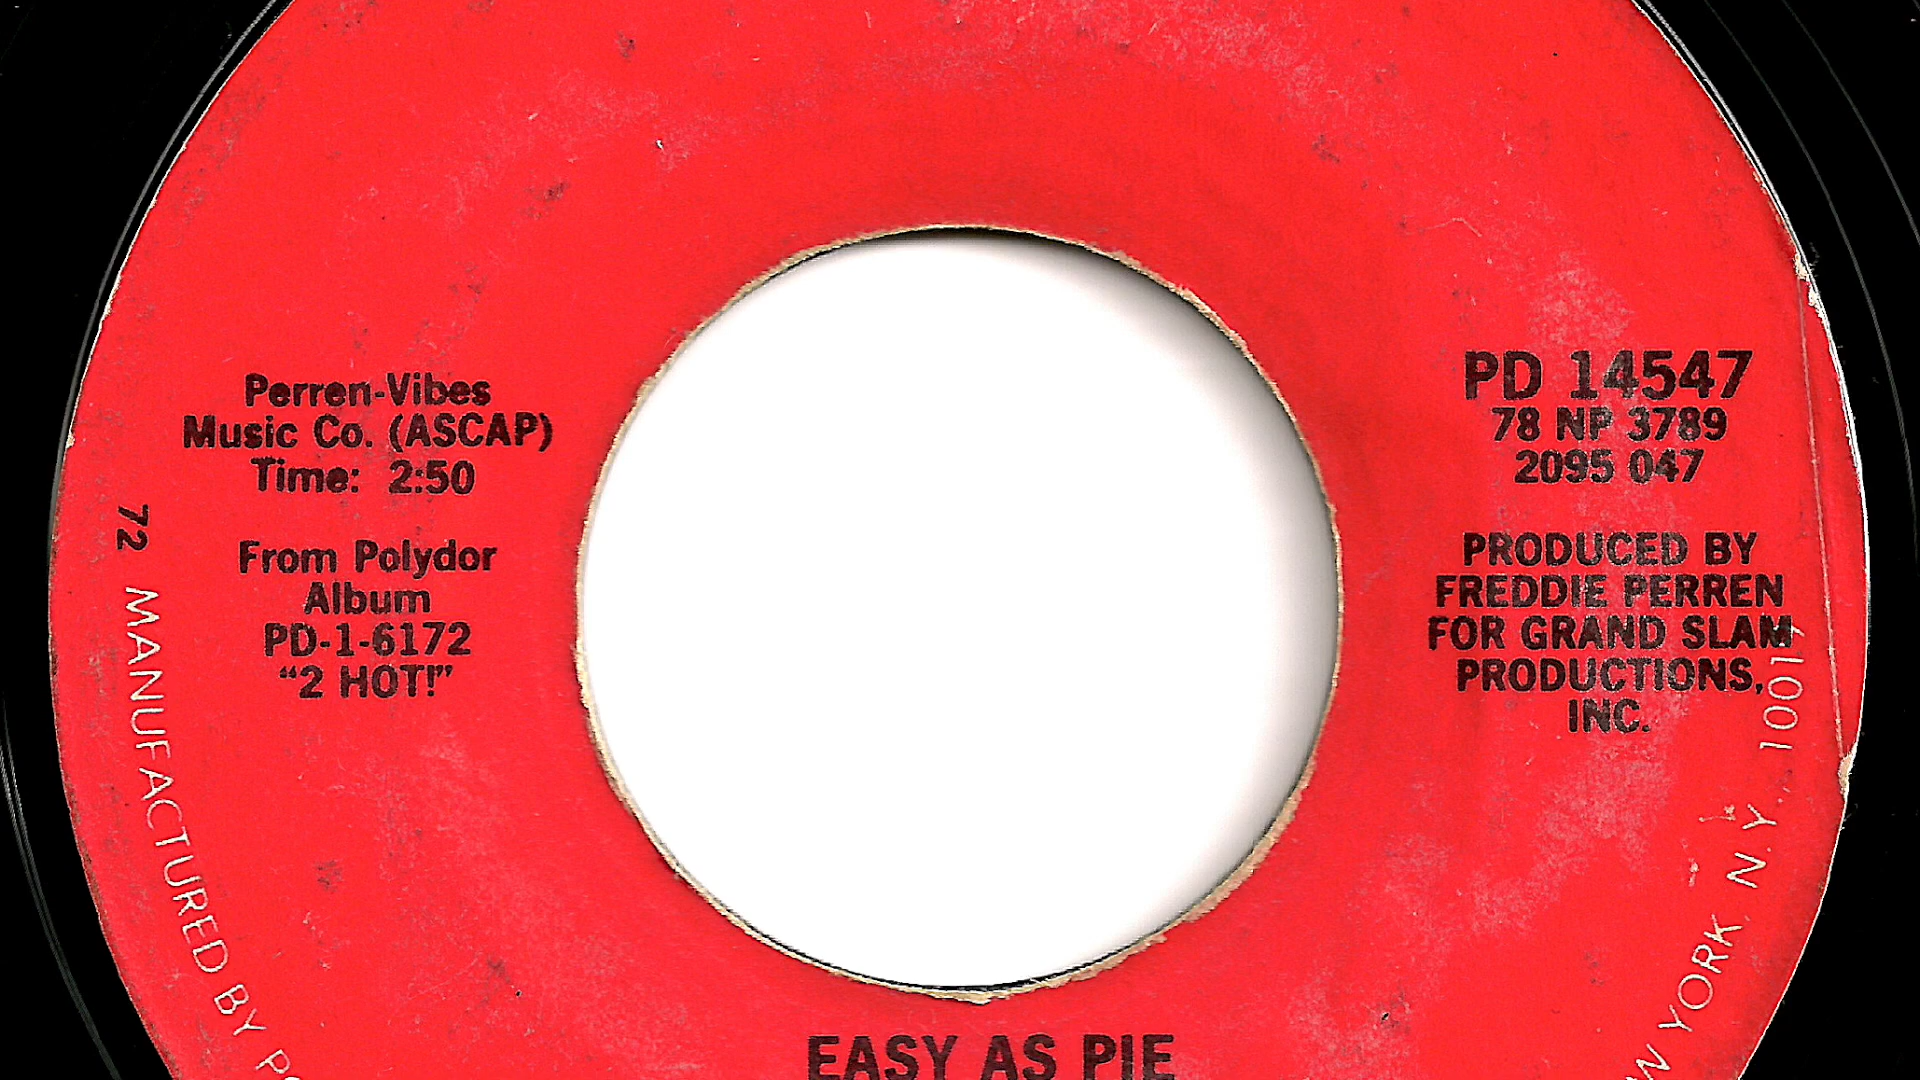 Perren-Vibes
Music Co. (ASCAP)
Time: 2:50
From Polydor
Album
PD-1-6172
“2 HOT!”
PD 14547
78 NP 3789
2095 047
PRODUCED BY
FREDDIE PERREN
FOR GRAND SLAM
PRODUCTIONS,
INC.
EASY AS PIE
72 MANUFACTURED BY
YORK, N.Y., 10019